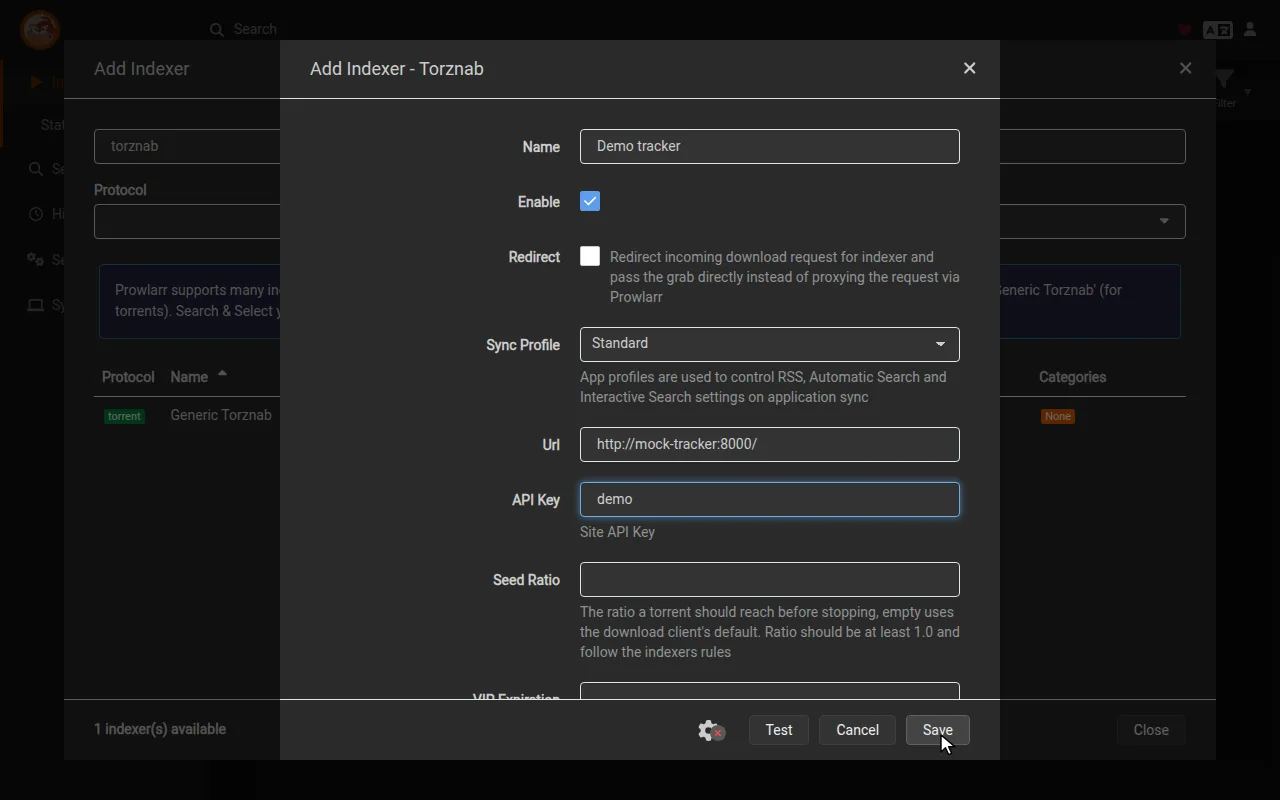 Search
Add Indexer
Add Indexer - Torznab
torznab
Name
Demo tracker
Protocol
Enable
Redirect
Redirect incoming download request for indexer and
pass the grab directly instead of proxying the request via
Prowlarr
Prowlarr supports many
Generic Torznab' (for
torrents). Search & Select
Sync Profile
Standard
App profiles are used to control RSS, Automatic Search and
Interactive Search settings on application sync
Protocol
Name
Categories
torrent
Generic Torznab
None
Url
http://mock-tracker:8000/
API Key
demo
Site API Key
Seed Ratio
The ratio a torrent should reach before stopping, empty uses
the download client's default. Ratio should be at least 1.0 and
follow the indexers rules
VIP Expiration
1 indexer(s) available
Test
Cancel
Save
Close